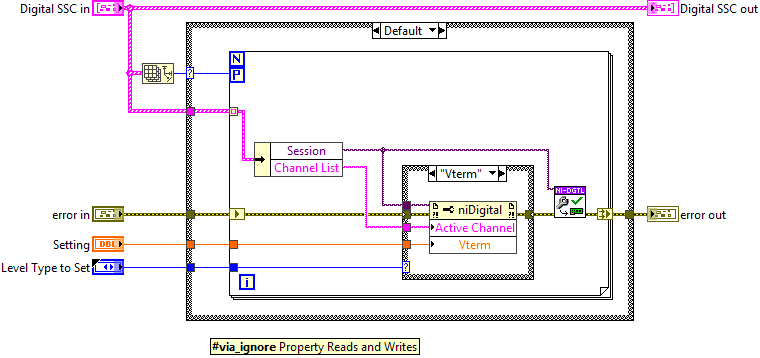 Digital SSC in
Digital SSC out
Default
N
P
?
Session
Channel List
"Vterm"
NI-DGTL
niDigital
error in
error out
Active Channel
Setting
DBL
Vterm
Level Type to Set
?
i
#via_ignore Property Reads and Writes